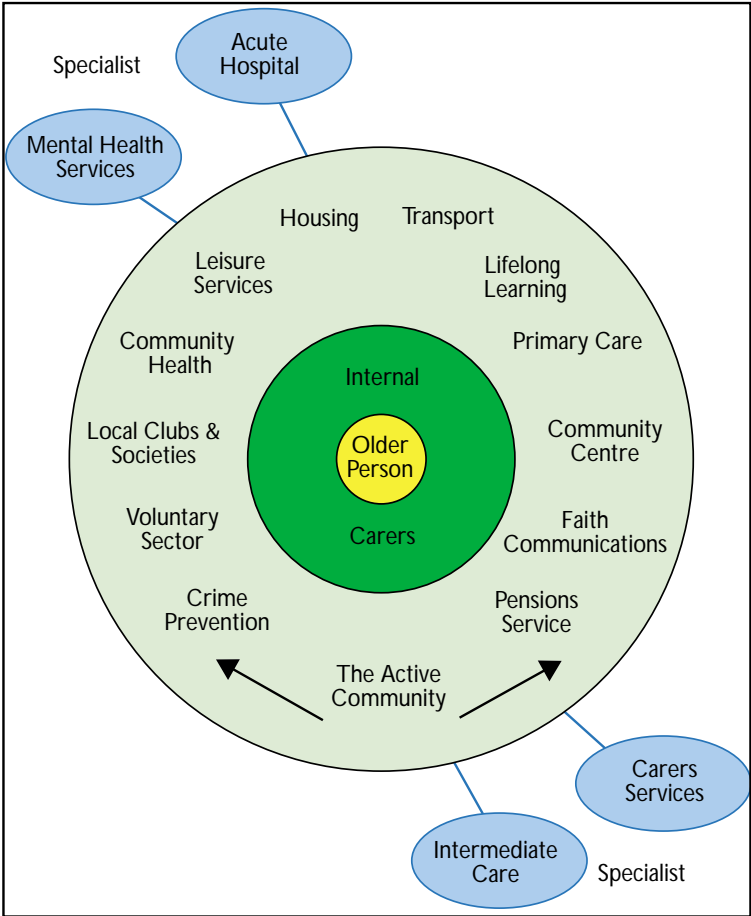 Acute
Hospital
Specialist
Mental Health
Services
Housing
Transport
Leisure
Services
Lifelong
Learning
Community
Health
Primary Care
Internal
Local Clubs &
Societies
Older
Person
Community
Centre
Voluntary
Sector
Carers
Faith
Communications
Crime
Prevention
Pensions
Service
The Active
Community
Carers
Services
Intermediate
Care
Specialist